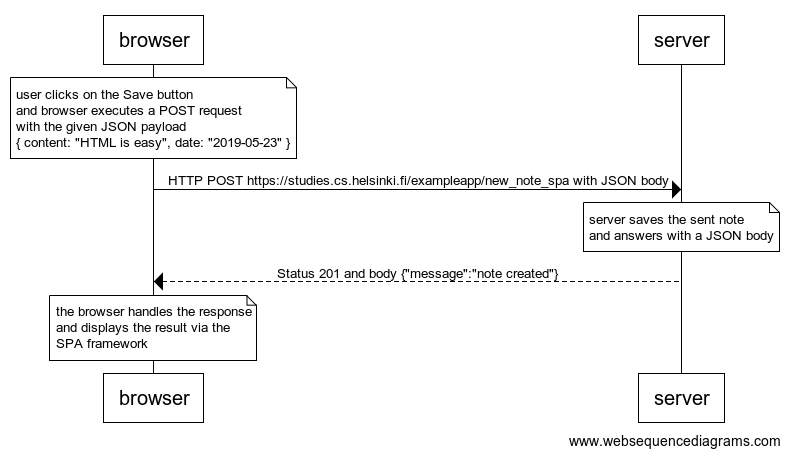 browser
server
user clicks on the Save button
and browser executes a POST request
with the given JSON payload
{ content: "HTML is easy", date: "2019-05-23" }
HTTP POST https://studies.cs.helsinki.fi/exampleapp/new_note_spa with JSON body
server saves the sent note
and answers with a JSON body
Status 201 and body {"message":"note created"}
the browser handles the response
and displays the result via the
SPA framework
browser
server
www.websequencediagrams.com